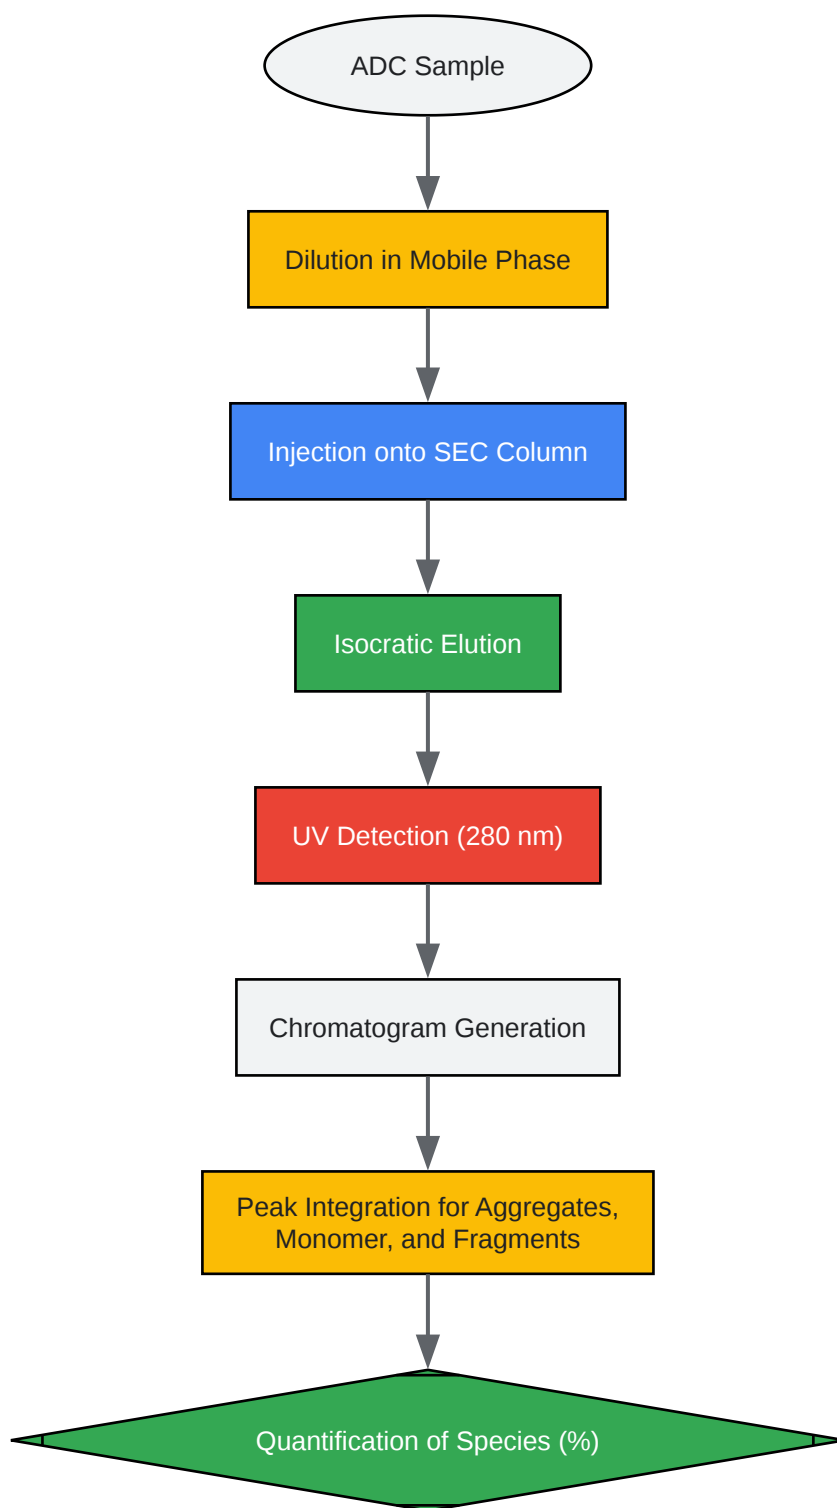 ADC Sample
Dilution in Mobile Phase
Injection onto SEC Column
Isocratic Elution
UV Detection (280 nm)
Chromatogram Generation
Peak Integration for Aggregates,
Monomer, and Fragments
Quantification of Species (%)